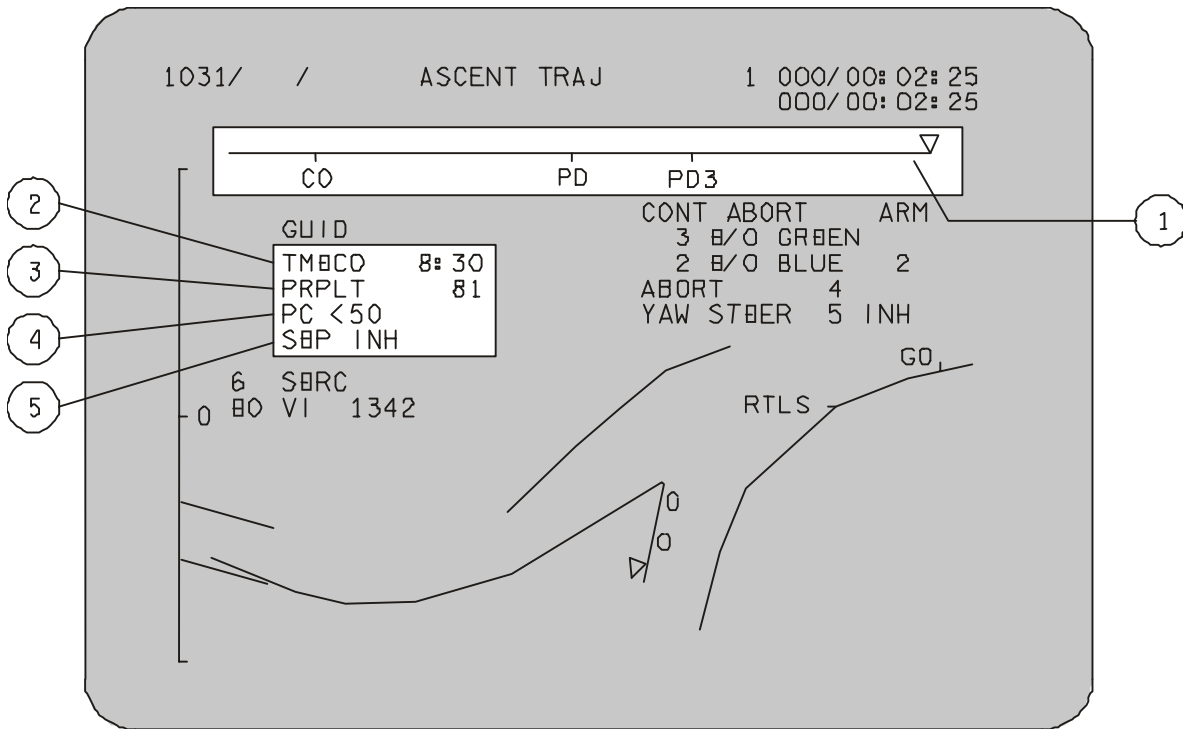 1031/ / ASCENT TRAJ 1 000/00:02:25
000/00:02:25
CO PD PD3
GUID
TMECO 8:30
PRPLT 81
PC <50
SEP INH
6 SERC
EO VI 1342
CONT ABORT ARM
3 E/O GREEN
2 E/O BLUE 2
ABORT 4
YAW STEER 5 INH
GO
RTLS
0
0
0
1
2
3
4
5